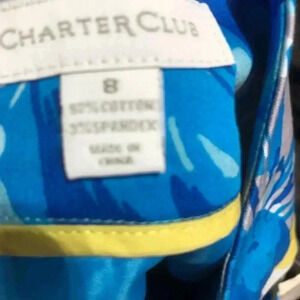 CHARTER CLUB
8
97% COTTON
3% SPANDEX
MADE IN
CHINA